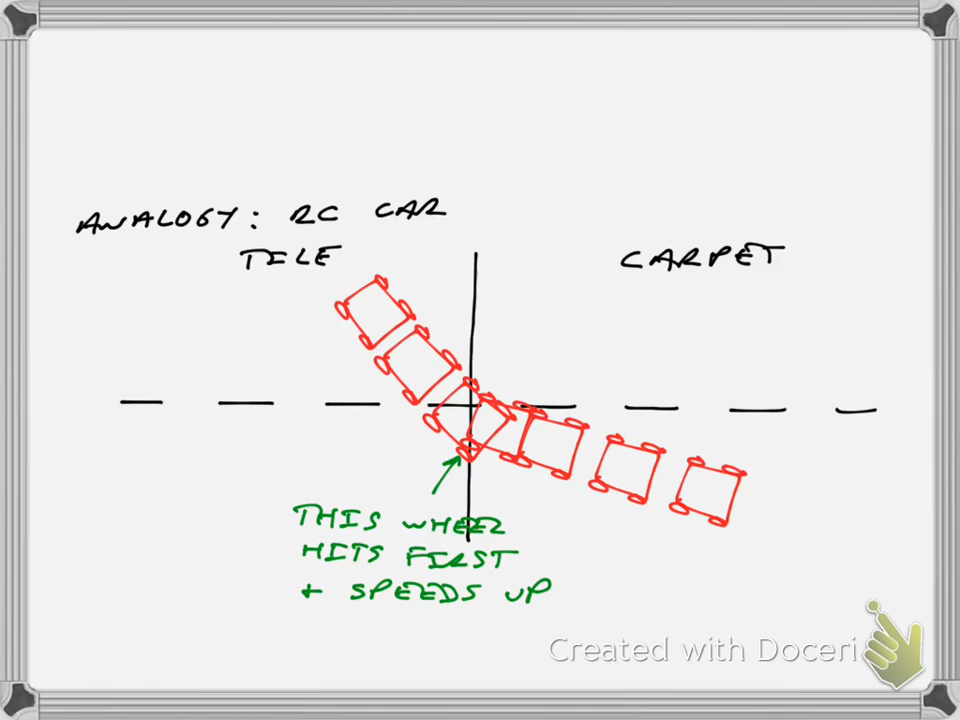 ANALOGY: RC CAR
TILE
CARPET
THIS WHEEL
HITS FIRST
+ SPEEDS UP
Created with Doceri